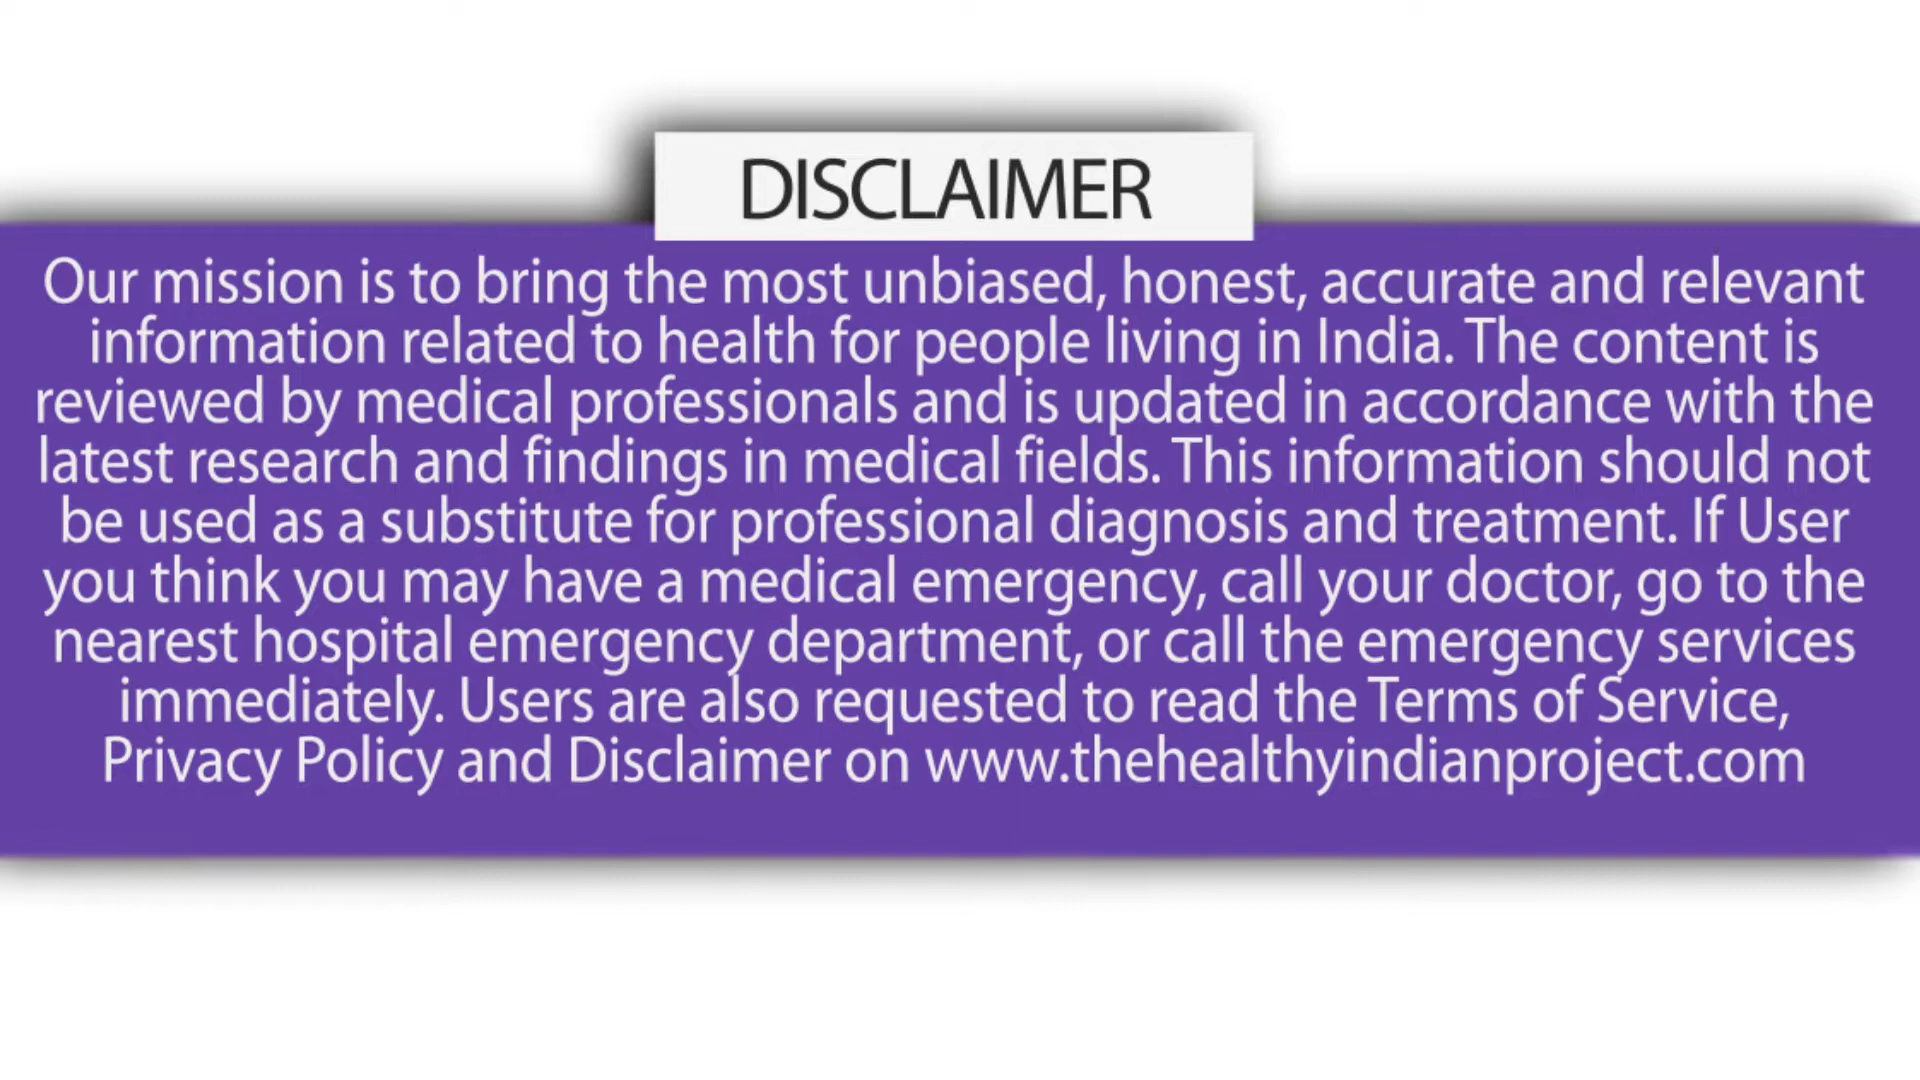 DISCLAIMER
Our mission is to bring the most unbiased, honest, accurate and relevant
information related to health for people living in India. The content is
reviewed by medical professionals and is updated in accordance with the
latest research and findings in medical fields. This information should not
be used as a substitute for professional diagnosis and treatment. If User
you think you may have a medical emergency, call your doctor, go to the
nearest hospital emergency department, or call the emergency services
immediately. Users are also requested to read the Terms of Service,
Privacy Policy and Disclaimer on www.thehealthyindianproject.com